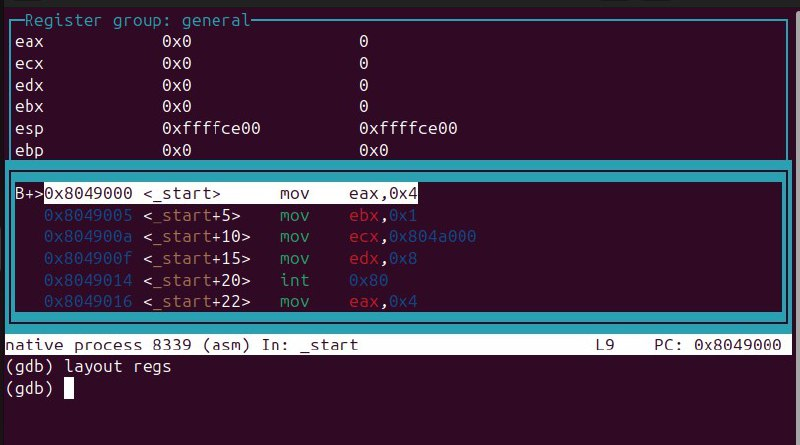 Register group: general
eax 0x0 0
ecx 0x0 0
edx 0x0 0
ebx 0x0 0
esp 0xffffce00 0xffffce00
ebp 0x0 0x0
B+>0x8049000 <_start> mov eax,0x4
0x8049005 <_start+5> mov ebx,0x1
0x804900a <_start+10> mov ecx,0x804a000
0x804900f <_start+15> mov edx,0x8
0x8049014 <_start+20> int 0x80
0x8049016 <_start+22> mov eax,0x4
native process 8339 (asm) In: _start L9 PC: 0x8049000
(gdb) layout regs
(gdb)